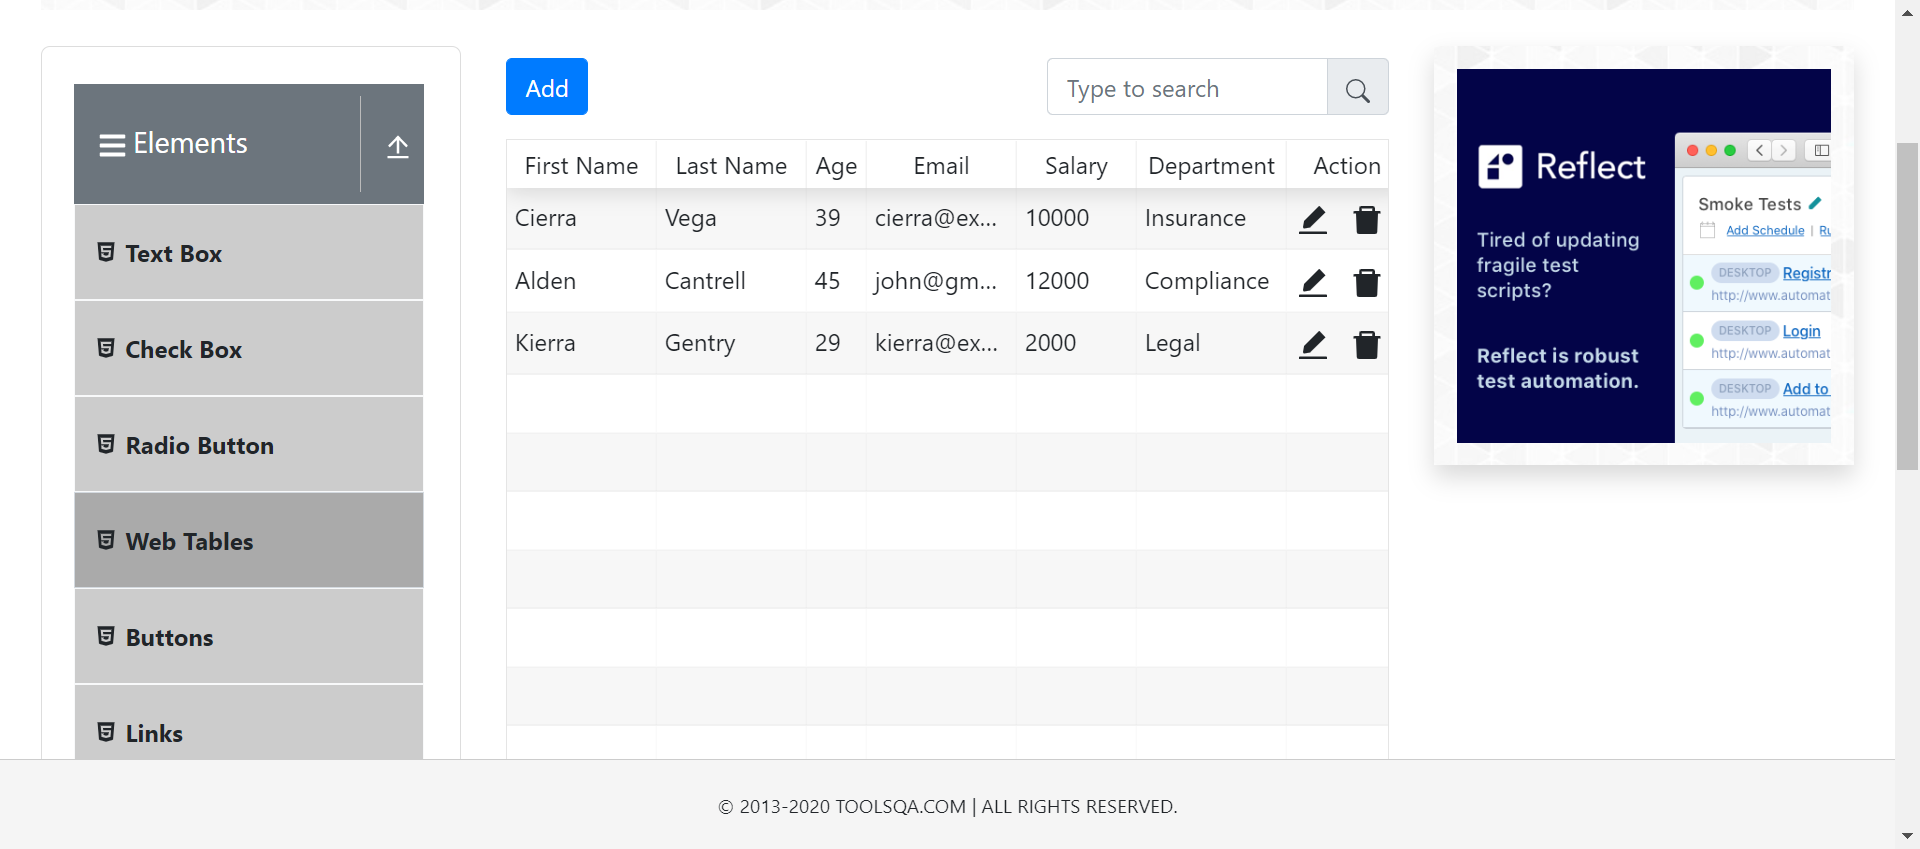 Elements
Text Box
Check Box
Radio Button
Web Tables
Buttons
Links
Add
Type to search
First Name Last Name Age Email Salary Department Action
Cierra Vega 39 cierra@ex... 10000 Insurance
Alden Cantrell 45 john@gm... 12000 Compliance
Kierra Gentry 29 kierra@ex... 2000 Legal
Reflect
Tired of updating
fragile test
scripts?
Reflect is robust
test automation.
Smoke Tests
Add Schedule | Ru
DESKTOP Registr
http://www.automat
DESKTOP Login
http://www.automat
DESKTOP Add to
http://www.automat
© 2013-2020 TOOLSQA.COM | ALL RIGHTS RESERVED.